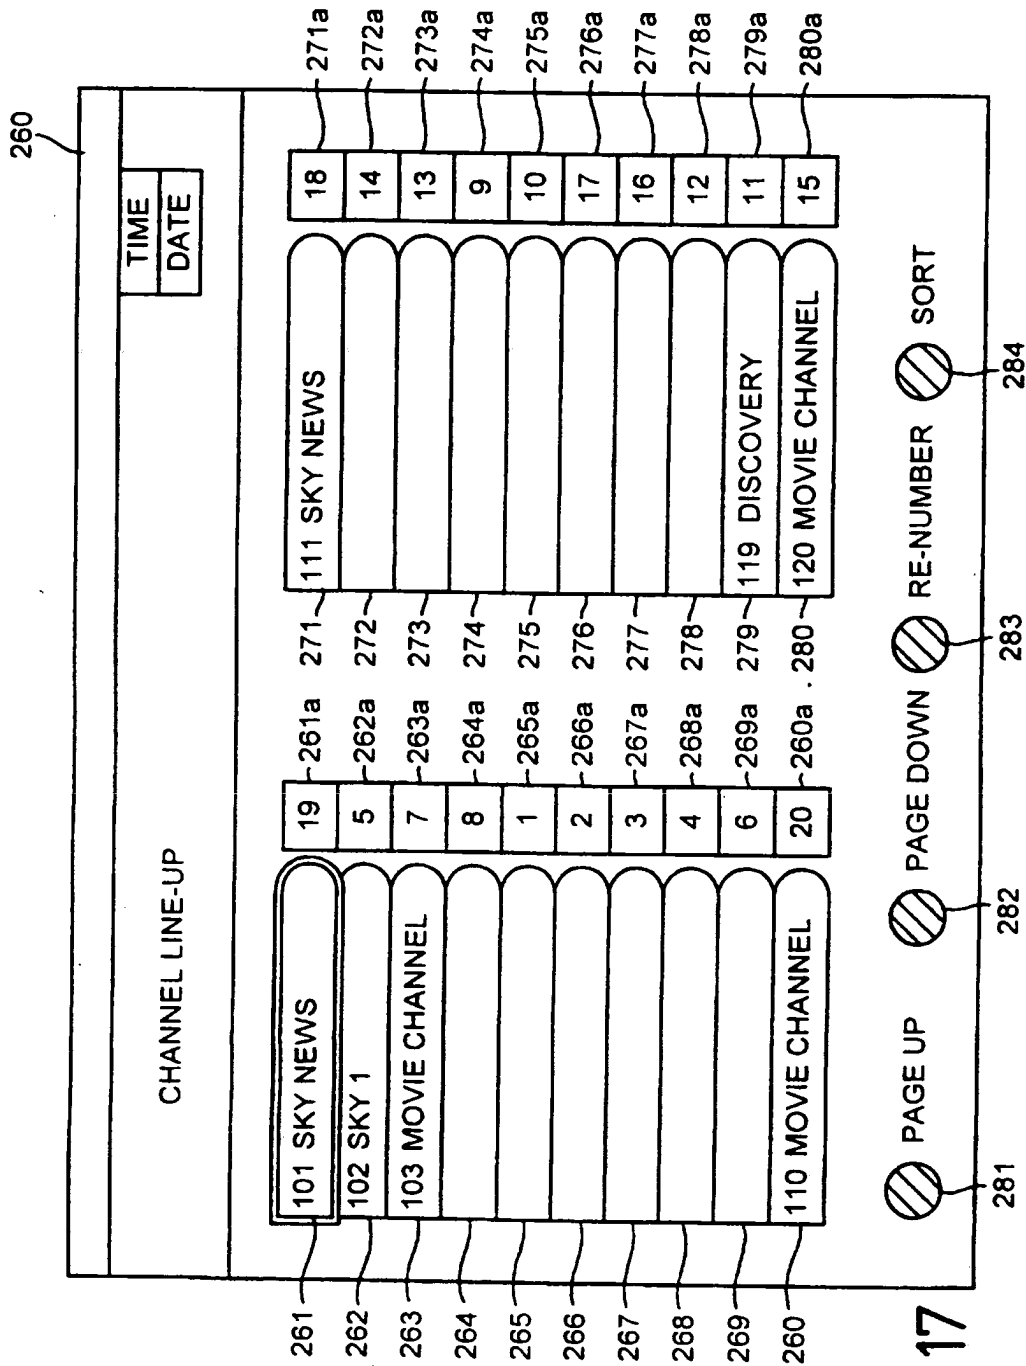 260
TIME
DATE
CHANNEL LINE-UP
261 101 SKY NEWS 19 261a 271 111 SKY NEWS 18 271a
262 102 SKY 1 5 262a 272 14 272a
263 103 MOVIE CHANNEL 7 263a 273 13 273a
264 8 264a 274 9 274a
265 1 265a 275 10 275a
266 2 266a 276 17 276a
267 3 267a 277 16 277a
268 4 268a 278 12 278a
269 6 269a 279 119 DISCOVERY 11 279a
260 110 MOVIE CHANNEL 20 260a. 280 120 MOVIE CHANNEL 15 280a
PAGE UP PAGE DOWN RE-NUMBER SORT
281 282 283 284
17